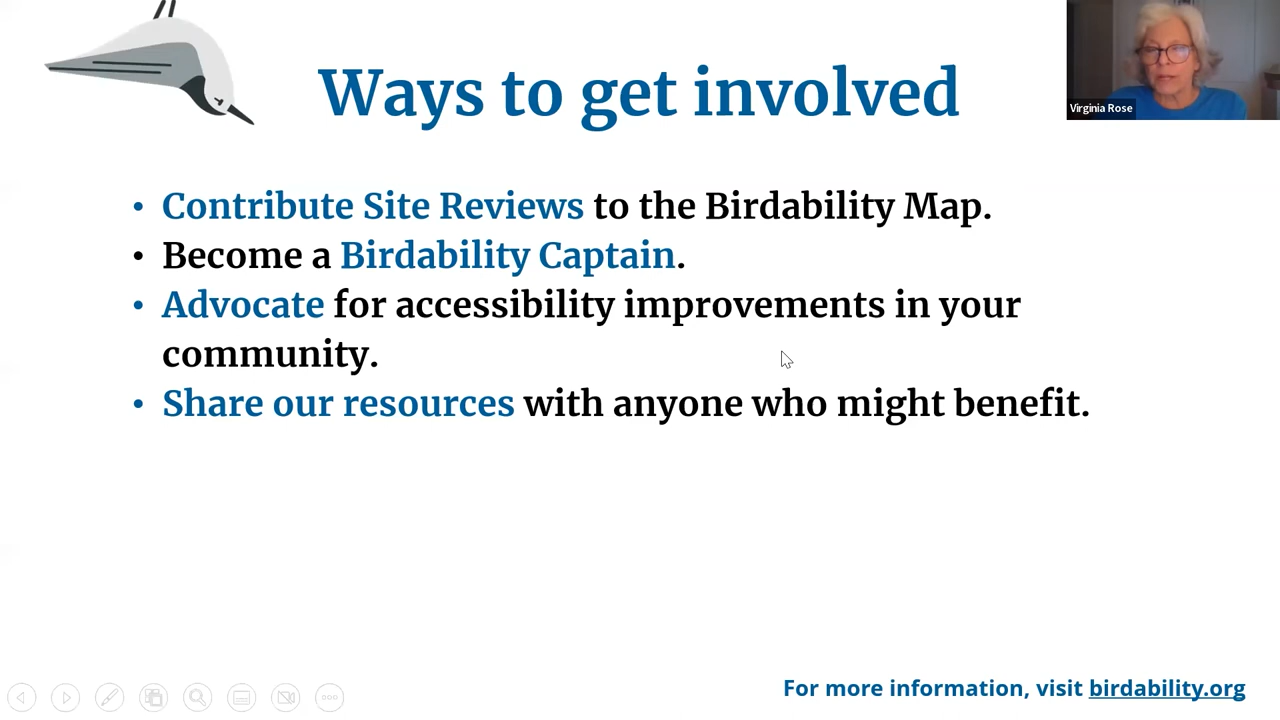 Ways to get involved
Virginia Rose
• Contribute Site Reviews to the Birdability Map.
• Become a Birdability Captain.
• Advocate for accessibility improvements in your
community.
• Share our resources with anyone who might benefit.
For more information, visit birdability.org